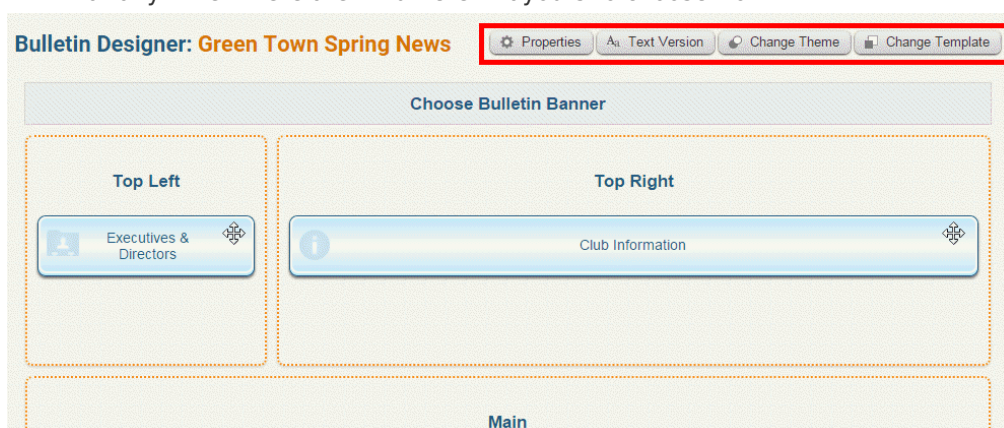 Bulletin Designer: Green Town Spring News
Properties
Aa Text Version
Change Theme
Change Template
Choose Bulletin Banner
Top Left
Top Right
Executives &
Directors
Club Information
Main